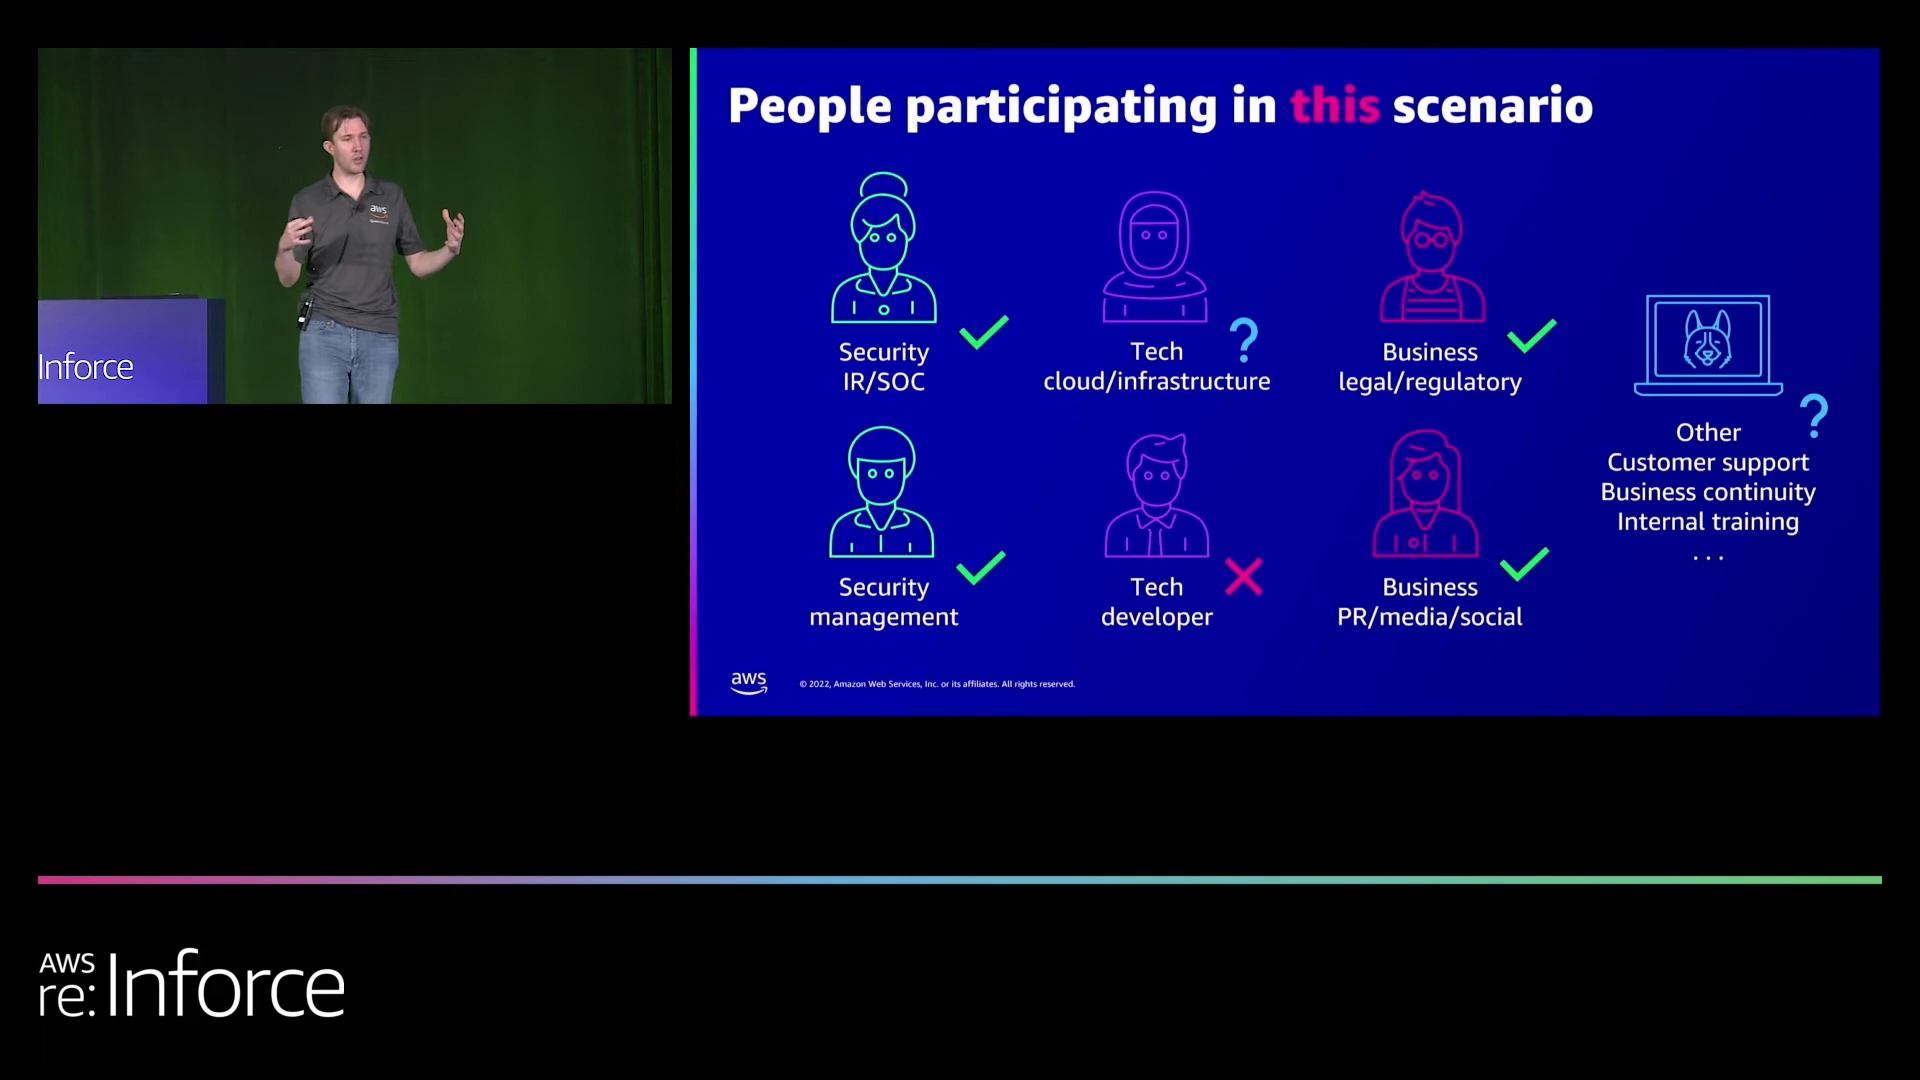 People participating in this scenario
Security
IR/SOC
Tech
cloud/infrastructure
Business
legal/regulatory
Security
management
Tech
developer
Business
PR/media/social
Other
Customer support
Business continuity
Internal training
...
aws
© 2022, Amazon Web Services, Inc. or its affiliates. All rights reserved.
aws
Inforce
AWS
re:Inforce